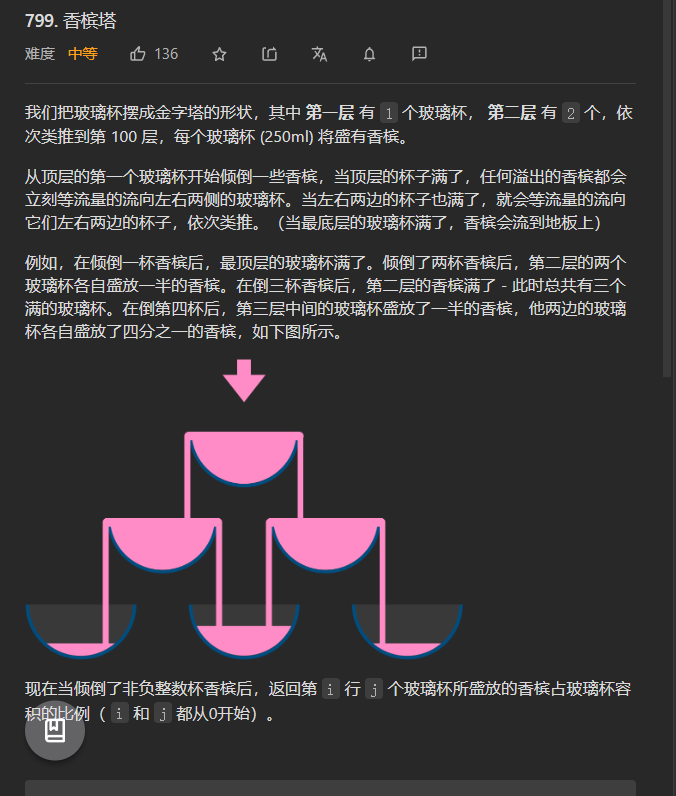 799. 香槟塔
难度 中等 136
我们把玻璃杯摆成金字塔的形状，其中 第一层 有 1 个玻璃杯， 第二层 有 2 个，依
次类推到第 100 层，每个玻璃杯 (250ml) 将盛有香槟。
从顶层的第一个玻璃杯开始倾倒一些香槟，当顶层的杯子满了，任何溢出的香槟都会
立刻等流量的流向左右两侧的玻璃杯。当左右两边的杯子也满了，就会等流量的流向
它们左右两边的杯子，依次类推。（当最底层的玻璃杯满了，香槟会流到地板上）
例如，在倾倒一杯香槟后，最顶层的玻璃杯满了。倾倒了两杯香槟后，第二层的两个
玻璃杯各自盛放一半的香槟。在倒三杯香槟后，第二层的香槟满了 - 此时总共有三个
满的玻璃杯。在倒第四杯后，第三层中间的玻璃杯盛放了一半的香槟，他两边的玻璃
杯各自盛放了四分之一的香槟，如下图所示。
现在当倾倒了非负整数杯香槟后，返回第 i 行 j 个玻璃杯所盛放的香槟占玻璃杯容
积的比例（ i 和 j 都从0开始）。